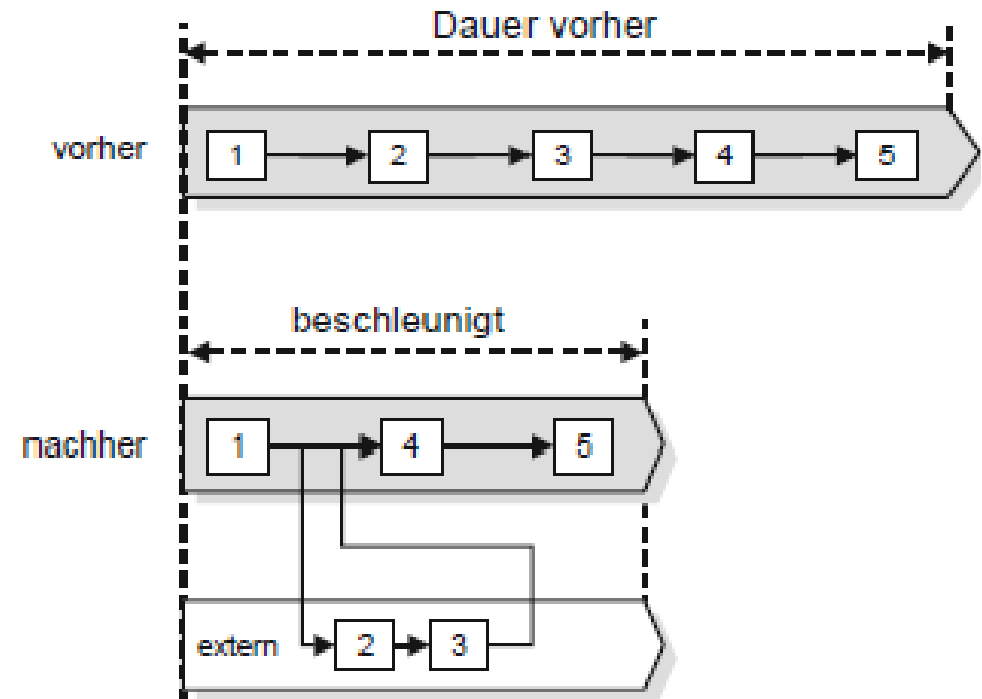 Dauer vorher
vorher
1 2 3 4 5
beschleunigt
nachher
1 4 5
extern 2 3